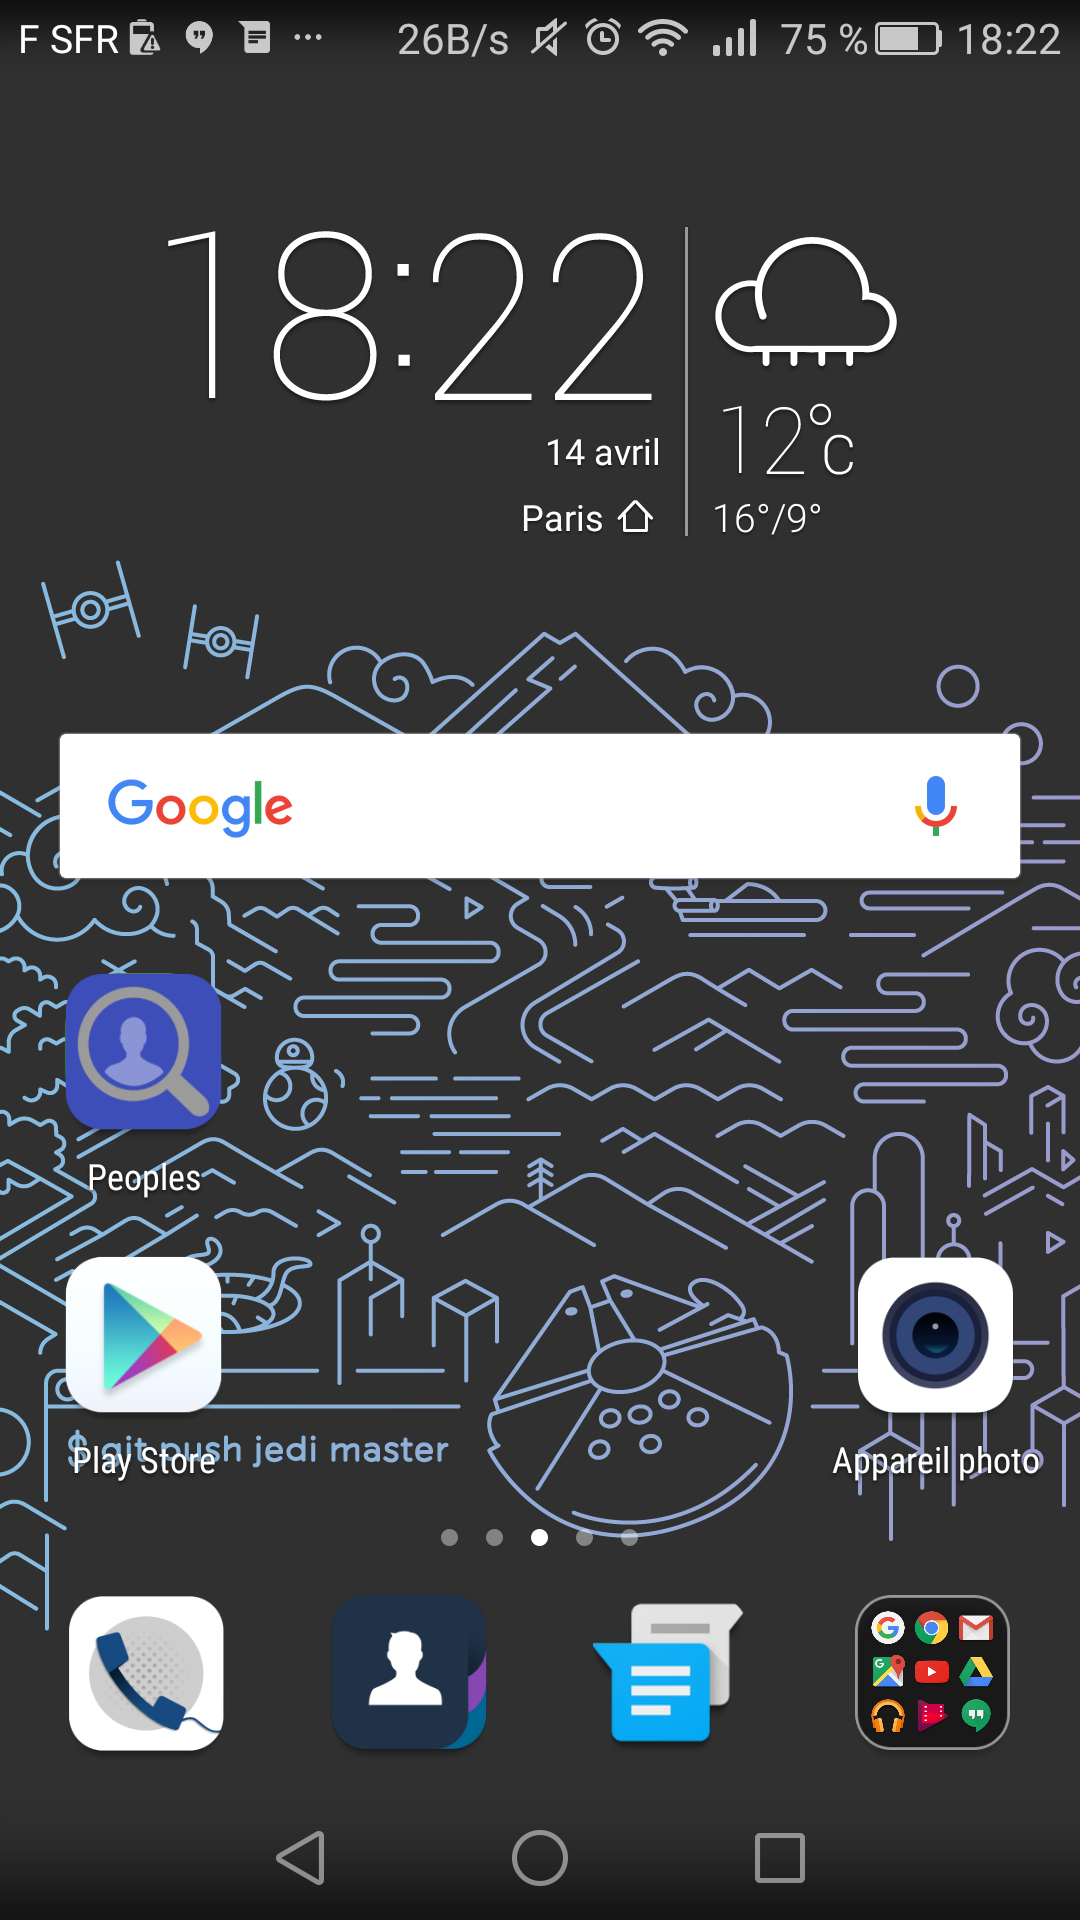 F SFR 26B/s 75 % 18:22
18:22
12°c
14 avril
Paris 16°/9°
Google
Peoples
$ git push jedi master
Play Store
Appareil photo